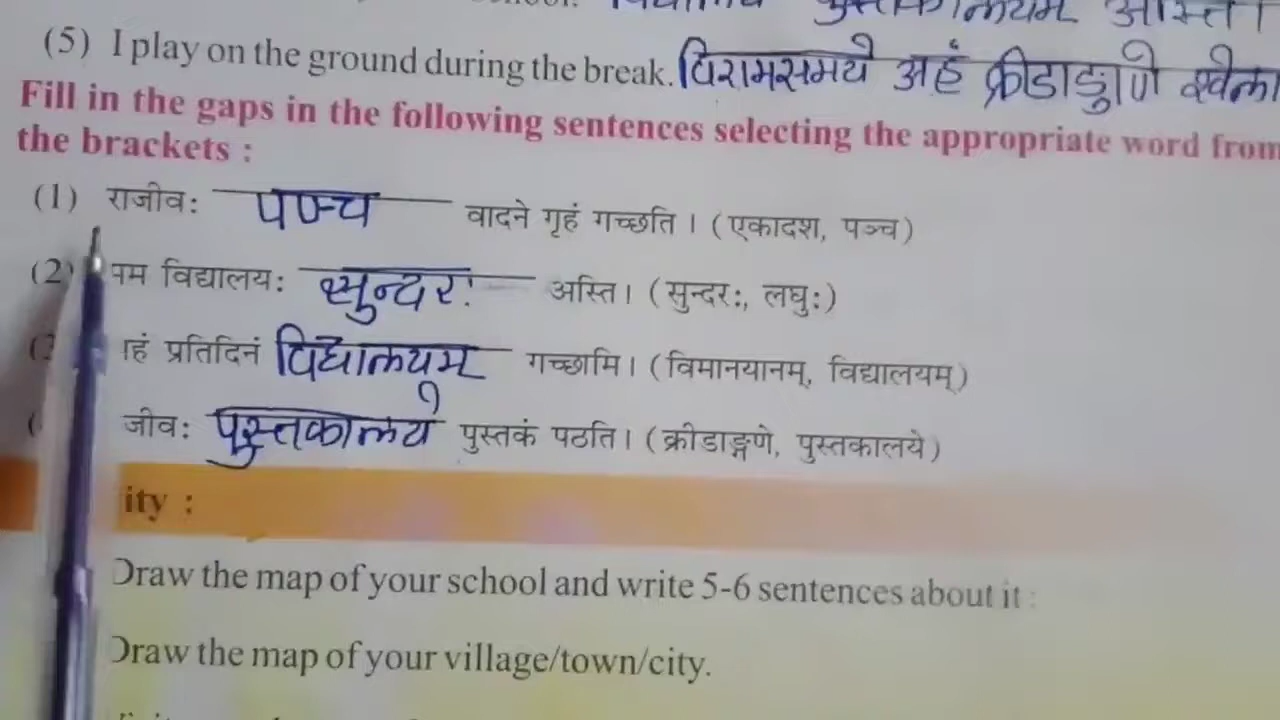 पुस्तकालयम् अस्ति।
(5) I play on the ground during the break. विरामसमये अहं क्रीडाङ्गणे
Fill in the gaps in the following sentences selecting the appropriate word from
the brackets :
(1) राजीवः पञ्च वादने गृहं गच्छति। (एकादश, पञ्च)
(2) मम विद्यालयः सुन्दरः अस्ति। (सुन्दरः, लघुः)
हं प्रतिदिनं विद्यालयम् गच्छामि। (विमानयानम्, विद्यालयम्)
जीवः पुस्तकालये पुस्तकं पठति। (क्रीडाङ्गणे, पुस्तकालये)
ity :
Draw the map of your school and write 5-6 sentences about it :
Draw the map of your village/town/city.